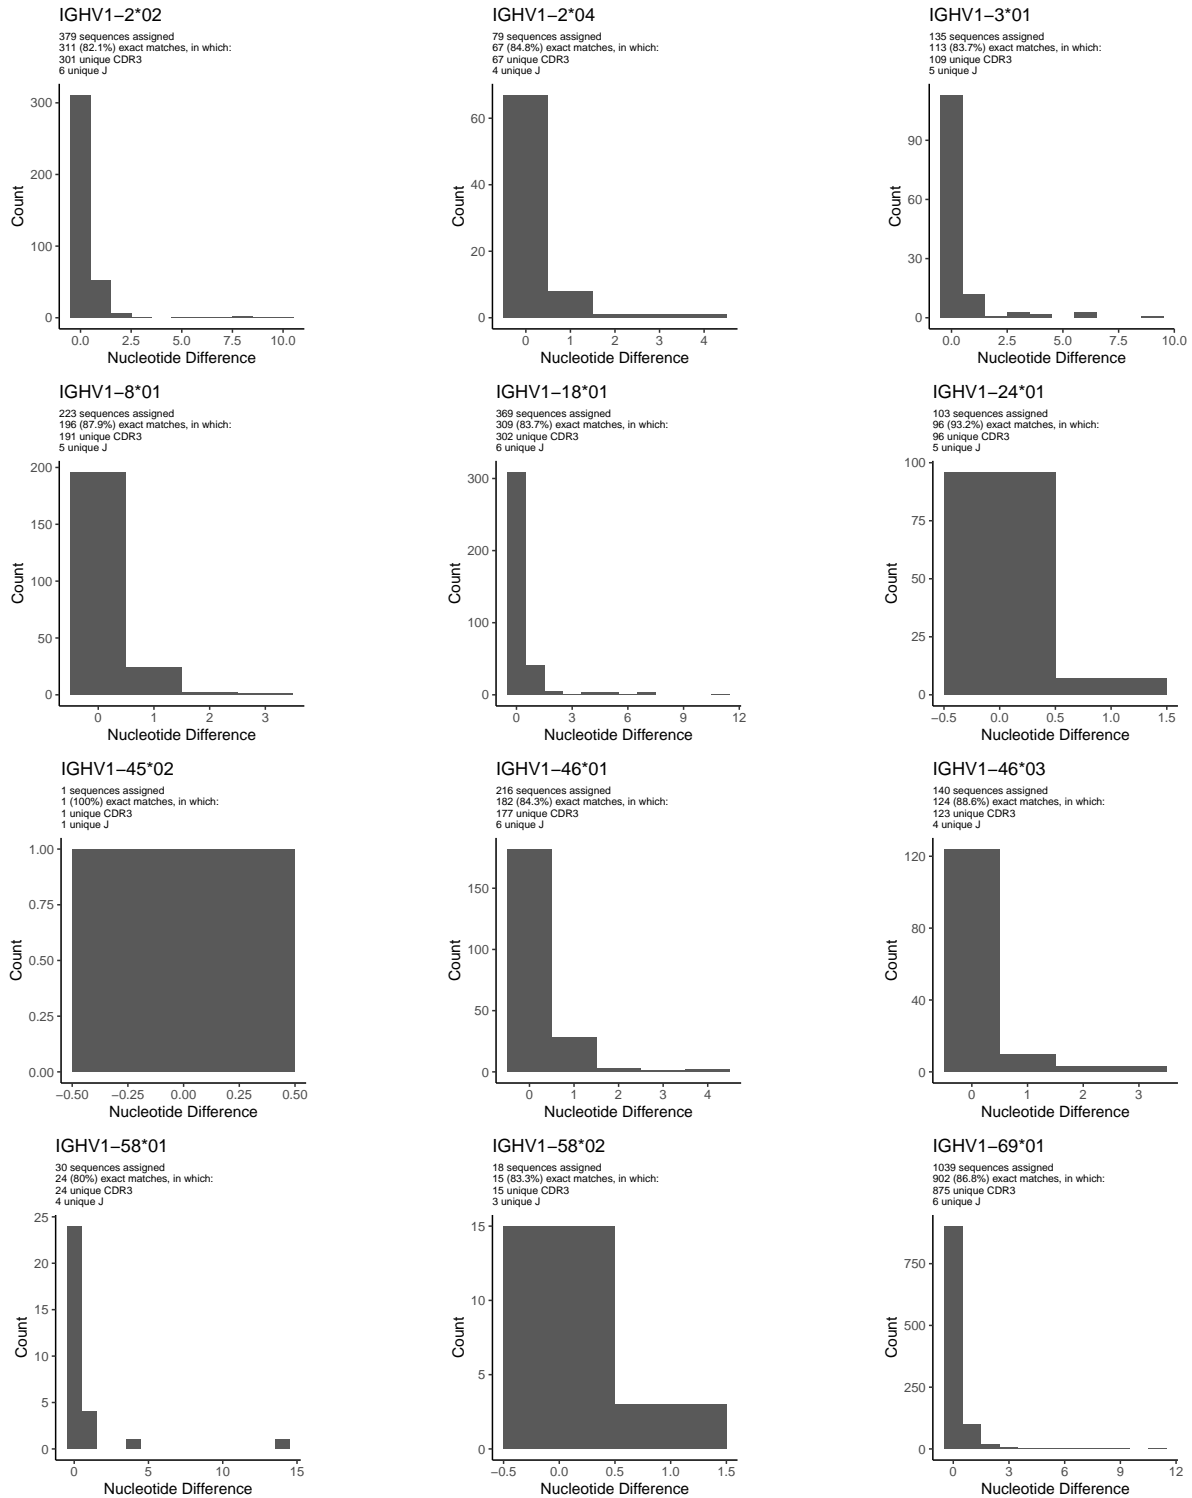 IGHV1−2*02
379 sequences assigned
311 (82.1%) exact matches, in which:
301 unique CDR3
6 unique J
300
200
100
0
Count
0.0 2.5 5.0 7.5 10.0
Nucleotide Difference
IGHV1−2*04
79 sequences assigned
67 (84.8%) exact matches, in which:
67 unique CDR3
4 unique J
60
40
20
0
Count
0 1 2 3 4
Nucleotide Difference
IGHV1−3*01
135 sequences assigned
113 (83.7%) exact matches, in which:
109 unique CDR3
5 unique J
90
60
30
0
Count
0.0 2.5 5.0 7.5 10.0
Nucleotide Difference
IGHV1−8*01
223 sequences assigned
196 (87.9%) exact matches, in which:
191 unique CDR3
5 unique J
200
150
100
50
0
Count
0 1 2 3
Nucleotide Difference
IGHV1−18*01
369 sequences assigned
309 (83.7%) exact matches, in which:
302 unique CDR3
6 unique J
300
200
100
0
Count
0 3 6 9 12
Nucleotide Difference
IGHV1−24*01
103 sequences assigned
96 (93.2%) exact matches, in which:
96 unique CDR3
5 unique J
100
75
50
25
0
Count
−0.5 0.0 0.5 1.0 1.5
Nucleotide Difference
IGHV1−45*02
1 sequences assigned
1 (100%) exact matches, in which:
1 unique CDR3
1 unique J
1.00
0.75
0.50
0.25
0.00
Count
−0.50 −0.25 0.00 0.25 0.50
Nucleotide Difference
IGHV1−46*01
216 sequences assigned
182 (84.3%) exact matches, in which:
177 unique CDR3
6 unique J
150
100
50
0
Count
0 1 2 3 4
Nucleotide Difference
IGHV1−46*03
140 sequences assigned
124 (88.6%) exact matches, in which:
123 unique CDR3
4 unique J
120
80
40
0
Count
0 1 2 3
Nucleotide Difference
IGHV1−58*01
30 sequences assigned
24 (80%) exact matches, in which:
24 unique CDR3
4 unique J
25
20
15
10
5
0
Count
0 5 10 15
Nucleotide Difference
IGHV1−58*02
18 sequences assigned
15 (83.3%) exact matches, in which:
15 unique CDR3
3 unique J
15
10
5
0
Count
−0.5 0.0 0.5 1.0 1.5
Nucleotide Difference
IGHV1−69*01
1039 sequences assigned
902 (86.8%) exact matches, in which:
875 unique CDR3
6 unique J
750
500
250
0
Count
0 3 6 9 12
Nucleotide Difference